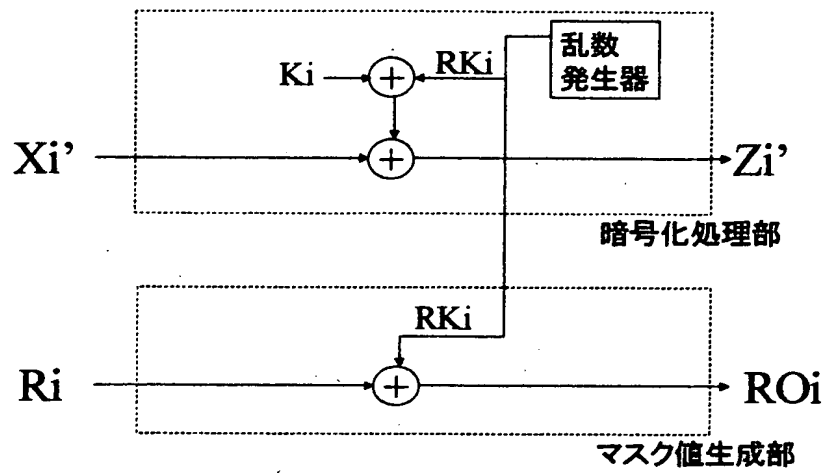 乱数
発生器
Ki
RKi
Xi'
Zi'
暗号化処理部
RKi
Ri
ROi
マスク値生成部